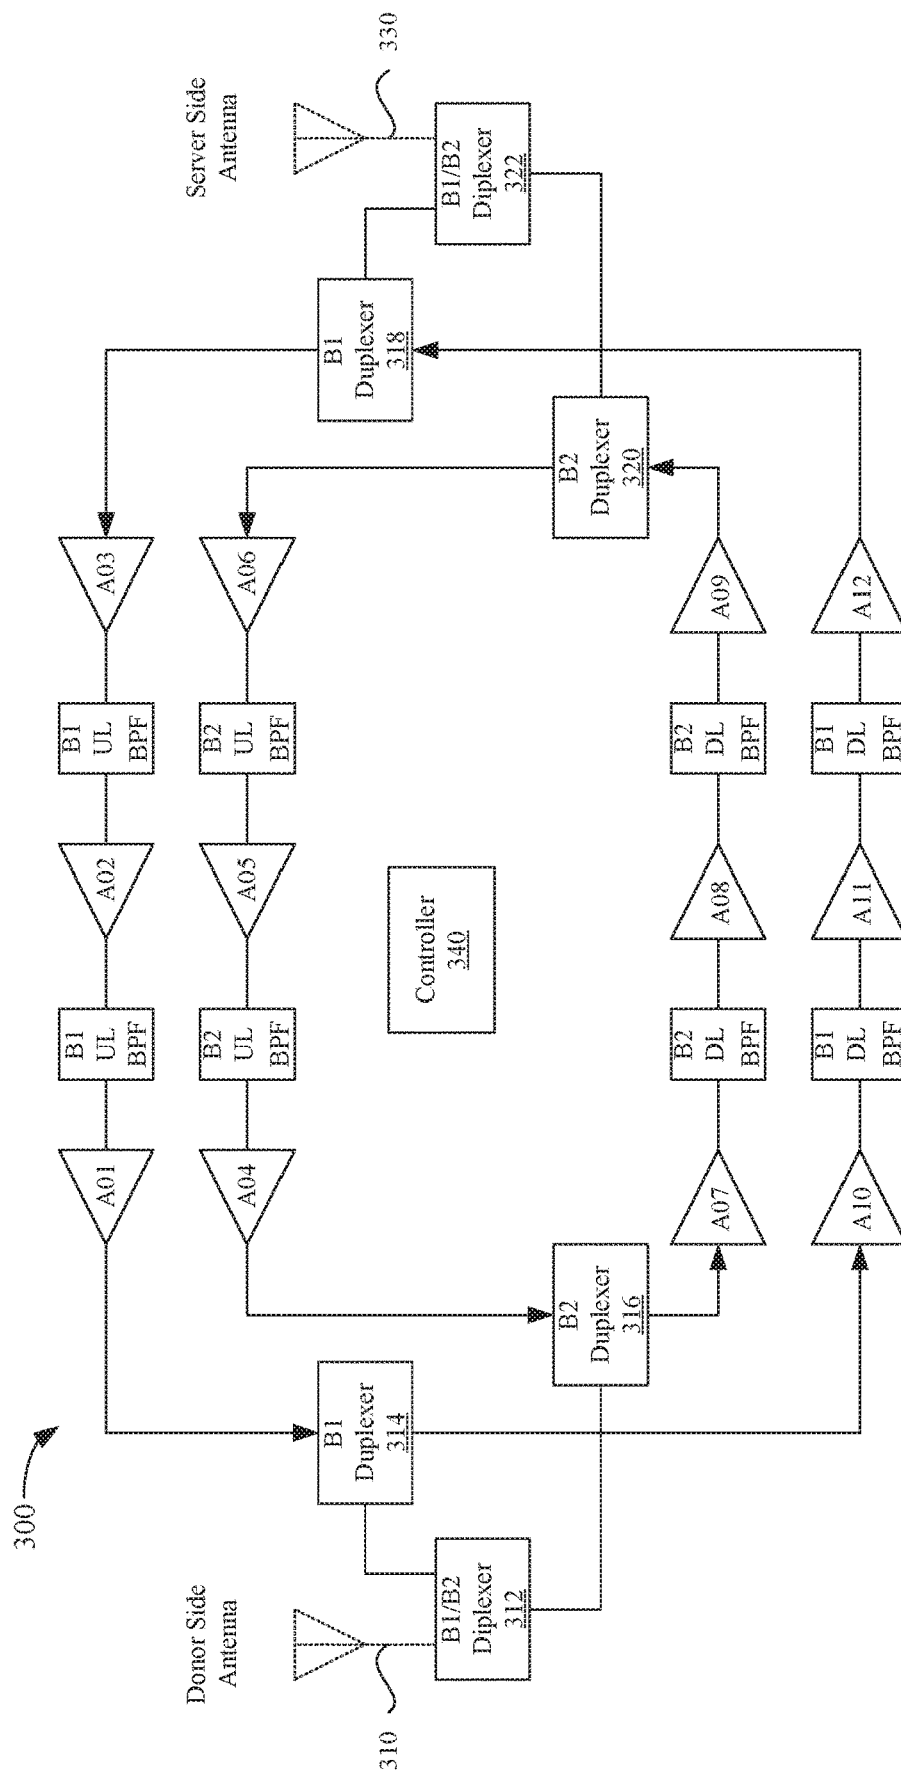 300
Donor Side
Antenna
310
B1/B2
Diplexer
312
B1
Duplexer
314
B2
Duplexer
316
A01
B1
UL
BPF
A02
B1
UL
BPF
A03
A04
B2
UL
BPF
A05
B2
UL
BPF
A06
Controller
340
A07
B2
DL
BPF
A08
B2
DL
BPF
A09
A10
B1
DL
BPF
A11
B1
DL
BPF
A12
B1
Duplexer
318
B2
Duplexer
320
B1/B2
Diplexer
322
Server Side
Antenna
330